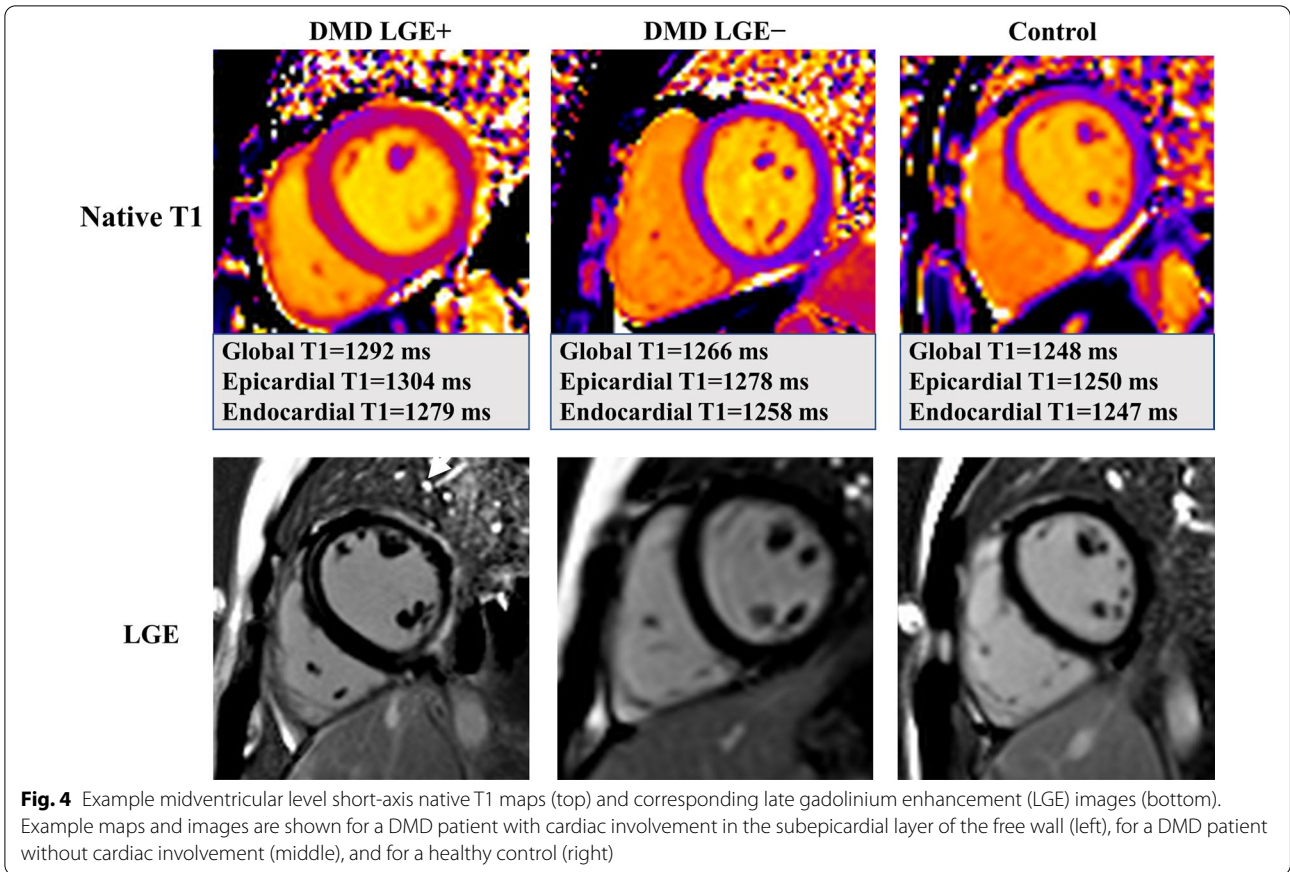 DMD LGE+
DMD LGE−
Control
Native T1
Global T1=1292 ms
Epicardial T1=1304 ms
Endocardial T1=1279 ms
Global T1=1266 ms
Epicardial T1=1278 ms
Endocardial T1=1258 ms
Global T1=1248 ms
Epicardial T1=1250 ms
Endocardial T1=1247 ms
LGE
Fig. 4 Example midventricular level short-axis native T1 maps (top) and corresponding late gadolinium enhancement (LGE) images (bottom).
Example maps and images are shown for a DMD patient with cardiac involvement in the subepicardial layer of the free wall (left), for a DMD patient
without cardiac involvement (middle), and for a healthy control (right)